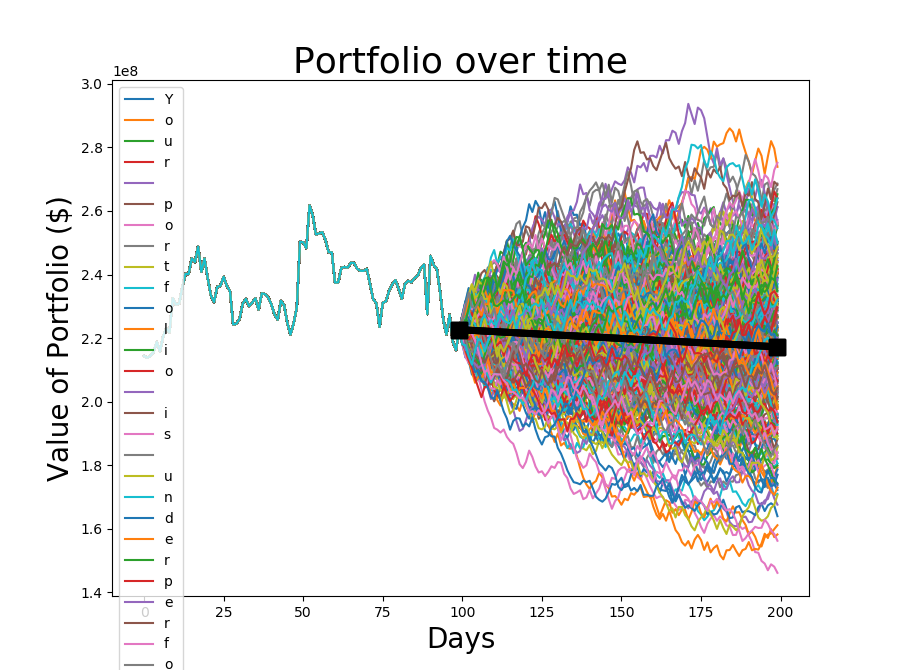 Portfolio over time
1e8
3.0
2.8
2.6
2.4
2.2
2.0
1.8
1.6
1.4
Value of Portfolio ($)
Y
o
u
r
p
o
r
t
f
o
l
i
o
i
s
u
n
d
e
r
p
e
r
f
o
0
25
50
75
100
125
150
175
200
Days